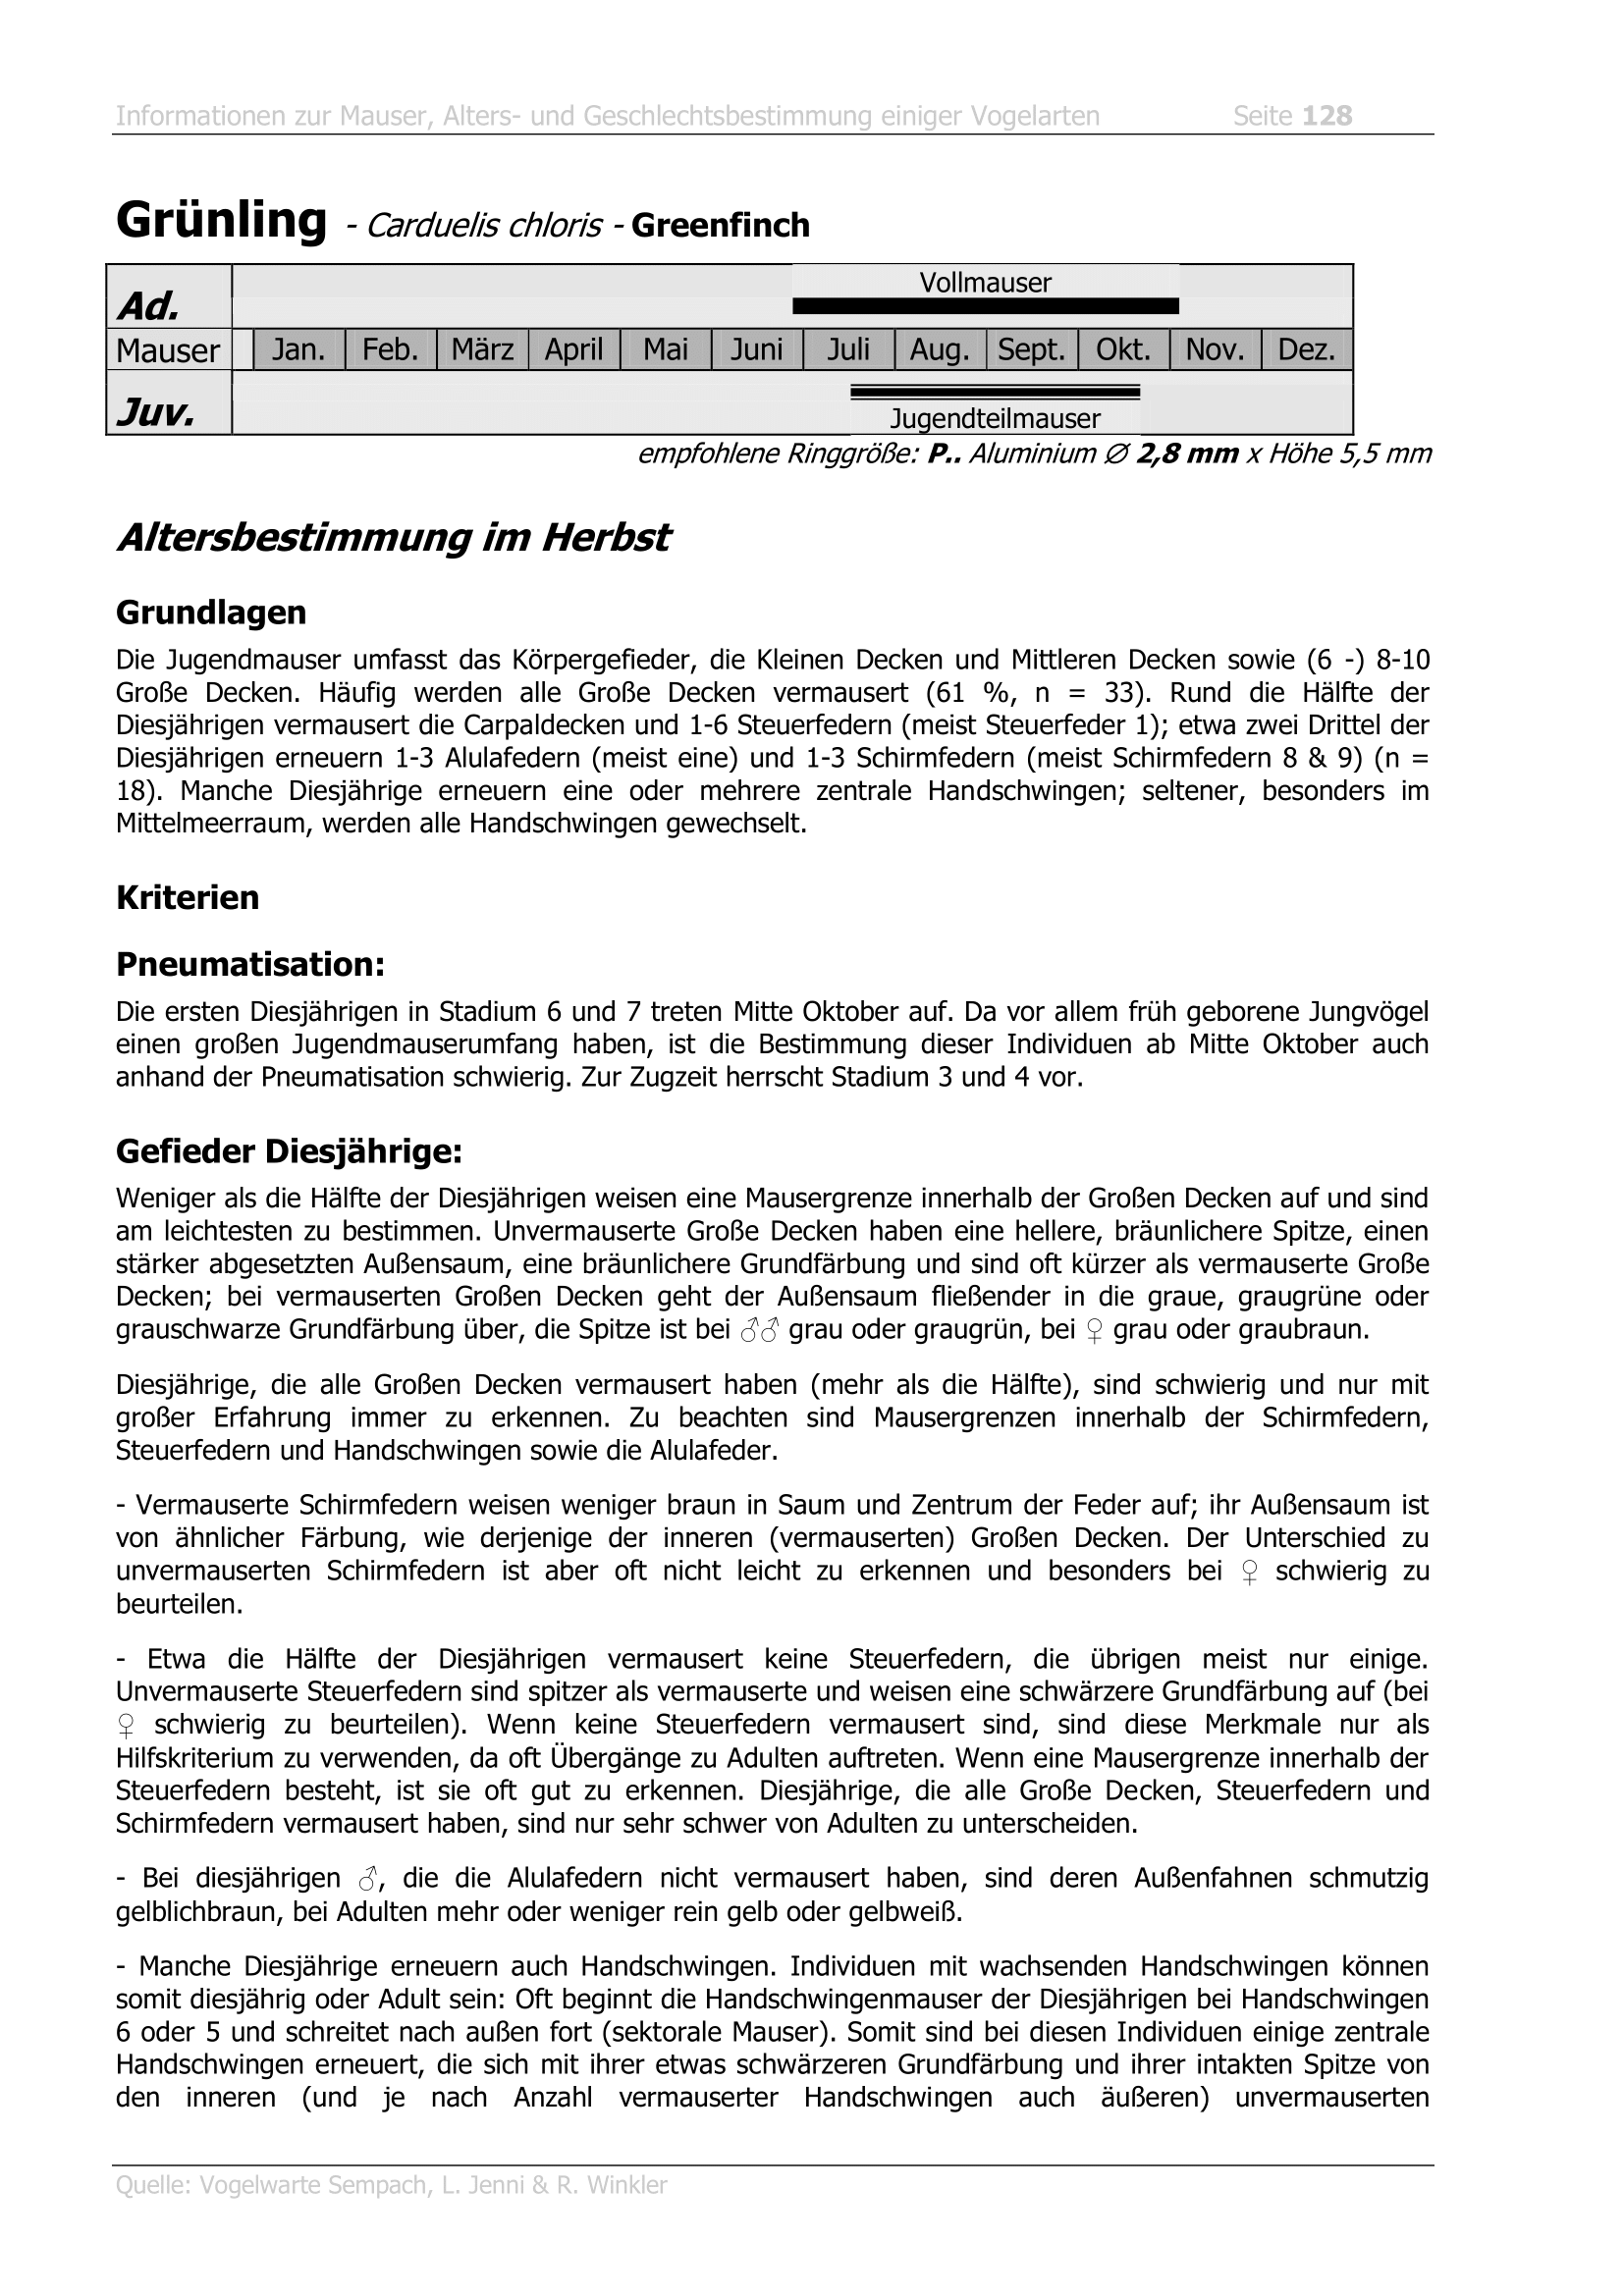 Informationen zur Mauser, Alters- und Geschlechtsbestimmung einiger Vogelarten Seite 128
Grünling - Carduelis chloris - Greenfinch
Vollmauser
Ad.
Mauser Jan. Feb. März April Mai Juni Juli Aug. Sept. Okt. Nov. Dez.
Juv.
Jugendteilmauser
empfohlene Ringgröße: P.. Aluminium ∅ 2,8 mm x Höhe 5,5 mm
Altersbestimmung im Herbst
Grundlagen
Die Jugendmauser umfasst das Körpergefieder, die Kleinen Decken und Mittleren Decken sowie (6 -) 8-10
Große Decken. Häufig werden alle Große Decken vermausert (61 %, n = 33). Rund die Hälfte der
Diesjährigen vermausert die Carpaldecken und 1-6 Steuerfedern (meist Steuerfeder 1); etwa zwei Drittel der
Diesjährigen erneuern 1-3 Alulafedern (meist eine) und 1-3 Schirmfedern (meist Schirmfedern 8 & 9) (n =
18). Manche Diesjährige erneuern eine oder mehrere zentrale Handschwingen; seltener, besonders im
Mittelmeerraum, werden alle Handschwingen gewechselt.
Kriterien
Pneumatisation:
Die ersten Diesjährigen in Stadium 6 und 7 treten Mitte Oktober auf. Da vor allem früh geborene Jungvögel
einen großen Jugendmauserumfang haben, ist die Bestimmung dieser Individuen ab Mitte Oktober auch
anhand der Pneumatisation schwierig. Zur Zugzeit herrscht Stadium 3 und 4 vor.
Gefieder Diesjährige:
Weniger als die Hälfte der Diesjährigen weisen eine Mausergrenze innerhalb der Großen Decken auf und sind
am leichtesten zu bestimmen. Unvermauserte Große Decken haben eine hellere, bräunlichere Spitze, einen
stärker abgesetzten Außensaum, eine bräunlichere Grundfärbung und sind oft kürzer als vermauserte Große
Decken; bei vermauserten Großen Decken geht der Außensaum fließender in die graue, graugrüne oder
grauschwarze Grundfärbung über, die Spitze ist bei ♂♂ grau oder graugrün, bei ♀ grau oder graubraun.
Diesjährige, die alle Großen Decken vermausert haben (mehr als die Hälfte), sind schwierig und nur mit
großer Erfahrung immer zu erkennen. Zu beachten sind Mausergrenzen innerhalb der Schirmfedern,
Steuerfedern und Handschwingen sowie die Alulafeder.
- Vermauserte Schirmfedern weisen weniger braun in Saum und Zentrum der Feder auf; ihr Außensaum ist
von ähnlicher Färbung, wie derjenige der inneren (vermauserten) Großen Decken. Der Unterschied zu
unvermauserten Schirmfedern ist aber oft nicht leicht zu erkennen und besonders bei ♀ schwierig zu
beurteilen.
- Etwa die Hälfte der Diesjährigen vermausert keine Steuerfedern, die übrigen meist nur einige.
Unvermauserte Steuerfedern sind spitzer als vermauserte und weisen eine schwärzere Grundfärbung auf (bei
♀ schwierig zu beurteilen). Wenn keine Steuerfedern vermausert sind, sind diese Merkmale nur als
Hilfskriterium zu verwenden, da oft Übergänge zu Adulten auftreten. Wenn eine Mausergrenze innerhalb der
Steuerfedern besteht, ist sie oft gut zu erkennen. Diesjährige, die alle Große Decken, Steuerfedern und
Schirmfedern vermausert haben, sind nur sehr schwer von Adulten zu unterscheiden.
- Bei diesjährigen ♂, die die Alulafedern nicht vermausert haben, sind deren Außenfahnen schmutzig
gelblichbraun, bei Adulten mehr oder weniger rein gelb oder gelbweiß.
- Manche Diesjährige erneuern auch Handschwingen. Individuen mit wachsenden Handschwingen können
somit diesjährig oder Adult sein: Oft beginnt die Handschwingenmauser der Diesjährigen bei Handschwingen
6 oder 5 und schreitet nach außen fort (sektorale Mauser). Somit sind bei diesen Individuen einige zentrale
Handschwingen erneuert, die sich mit ihrer etwas schwärzeren Grundfärbung und ihrer intakten Spitze von
den inneren (und je nach Anzahl vermauserter Handschwingen auch äußeren) unvermauserten
Quelle: Vogelwarte Sempach, L. Jenni & R. Winkler